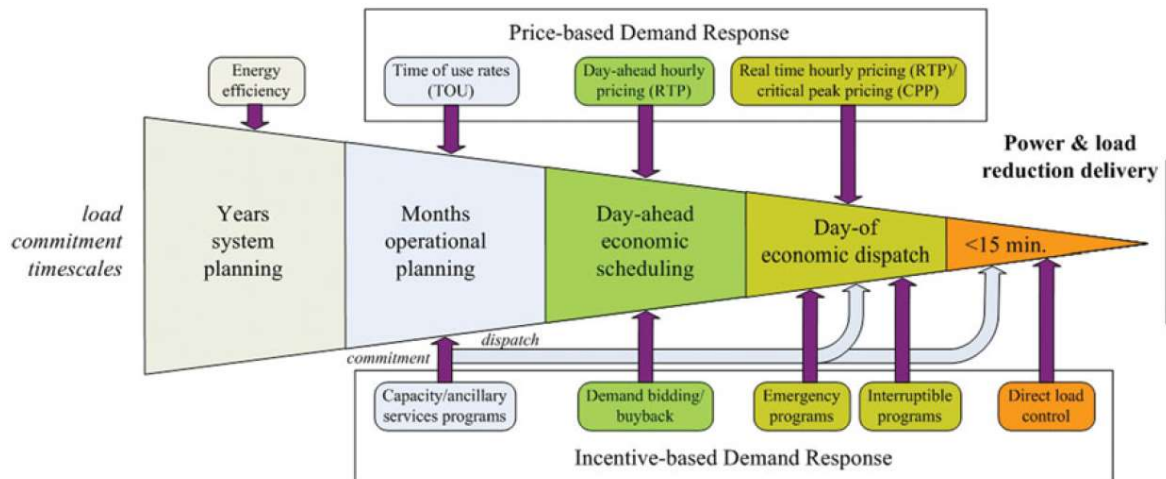 Price-based Demand Response
Energy
efficiency
Time of use rates
(TOU)
Day-ahead hourly
pricing (RTP)
Real time hourly pricing (RTP)/
critical peak pricing (CPP)
Power & load
reduction delivery
load
commitment
timescales
Years
system
planning
Months
operational
planning
Day-ahead
economic
scheduling
Day-of
economic dispatch
<15 min.
commitment
dispatch
Capacity/ancillary
services programs
Demand bidding/
buyback
Emergency
programs
Interruptible
programs
Direct load
control
Incentive-based Demand Response